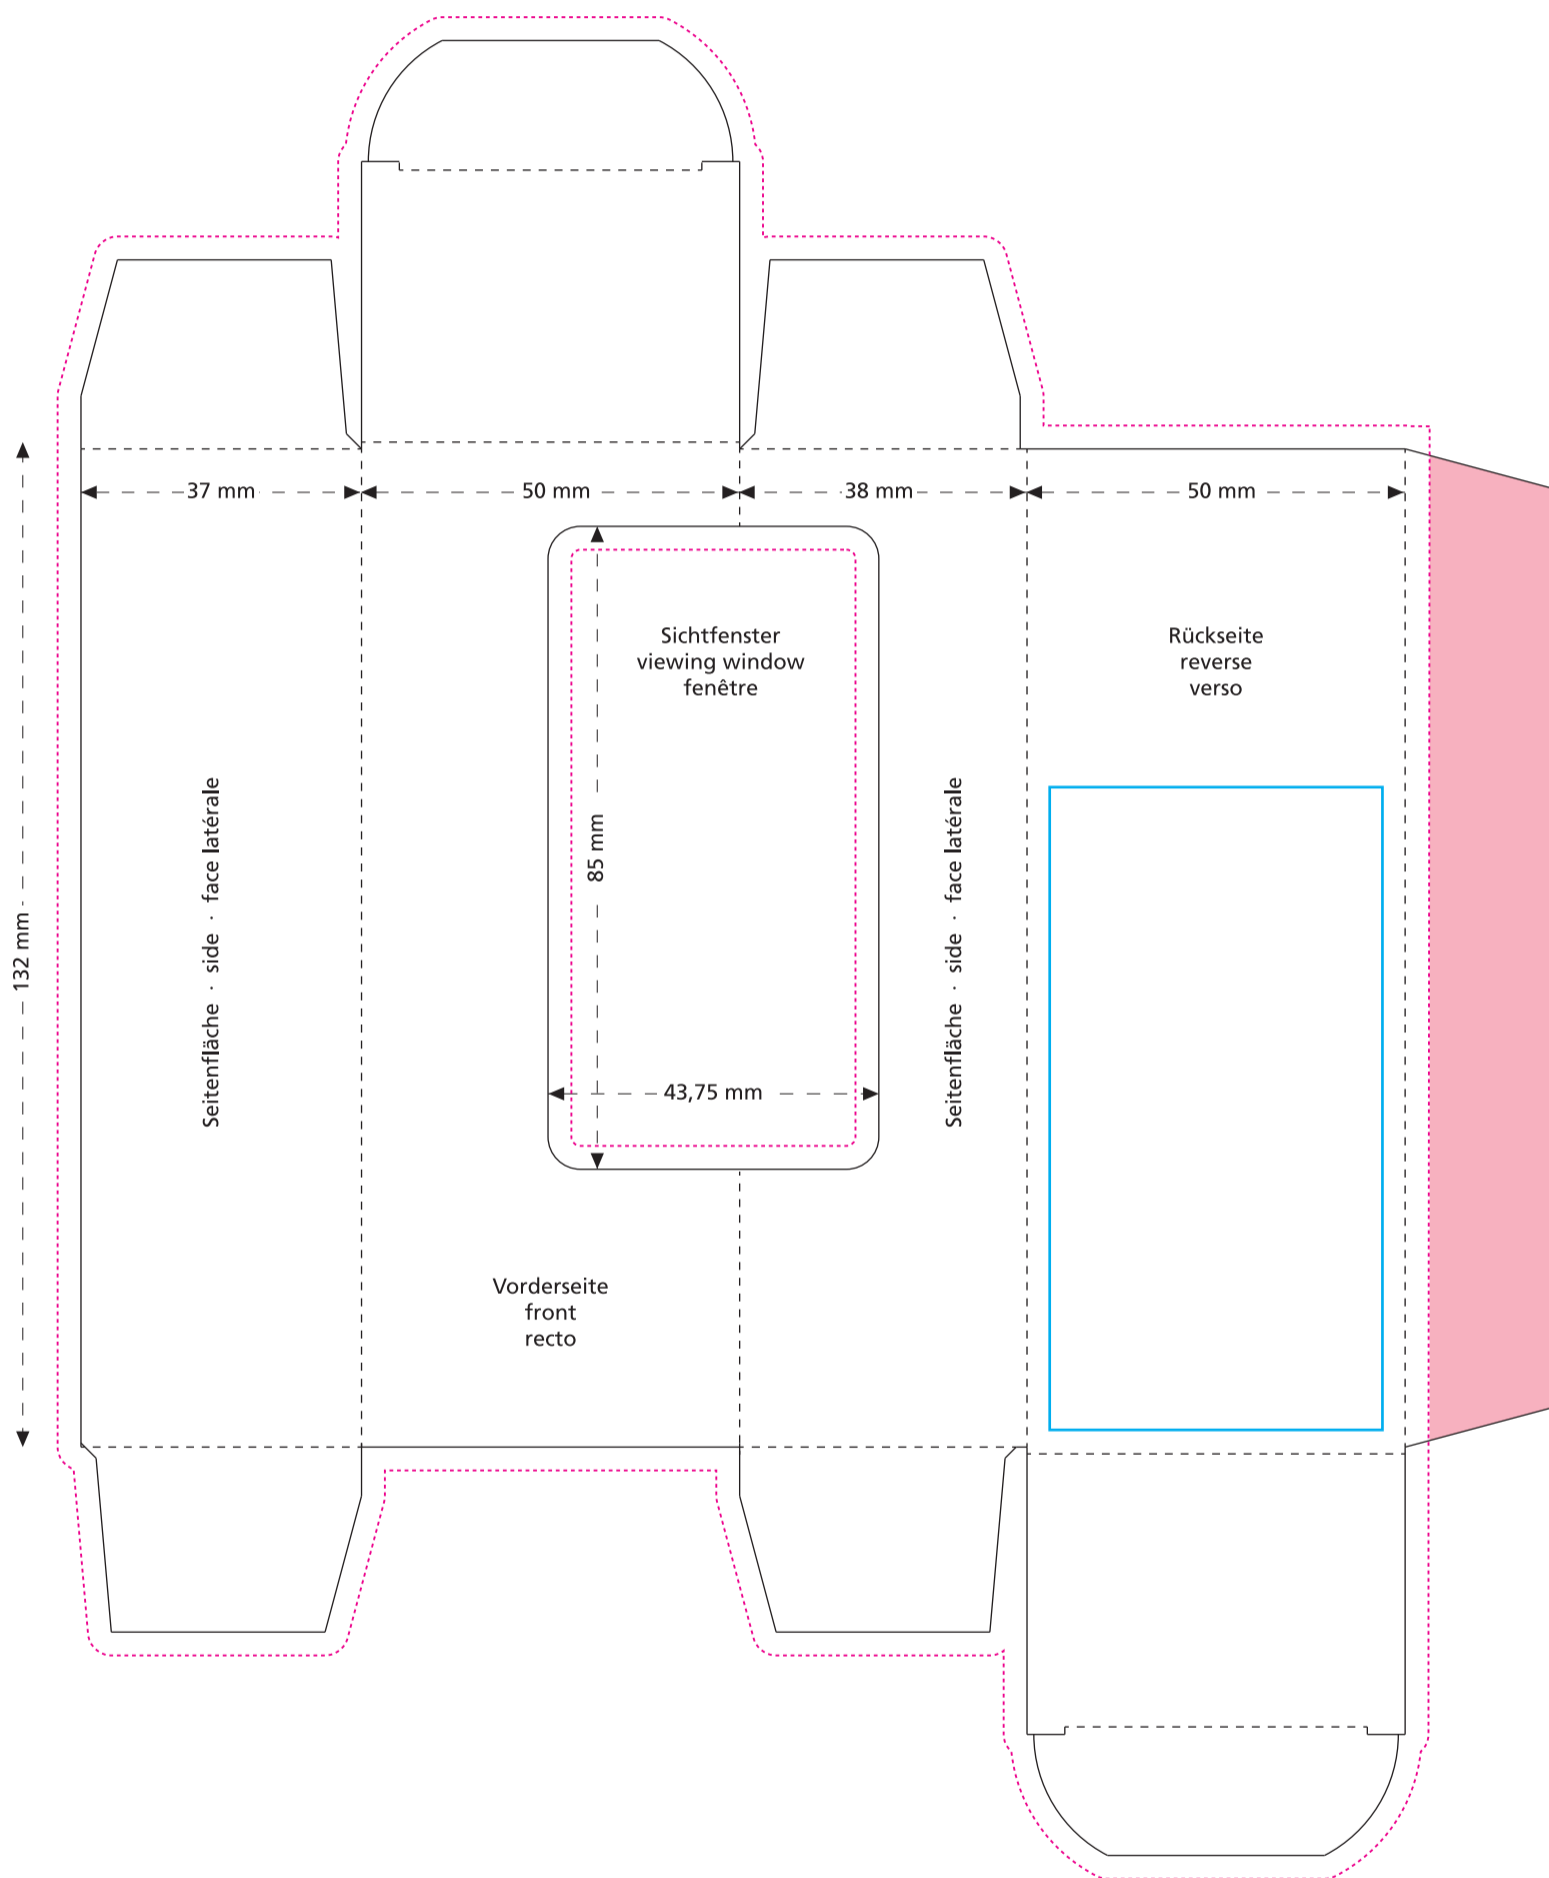 37 mm
50 mm
38 mm
50 mm
Sichtfenster
viewing window
fenêtre
Rückseite
reverse
verso
85 mm
132 mm
Seitenfläche · side · face latérale
Seitenfläche · side · face latérale
43,75 mm
Vorderseite
front
recto